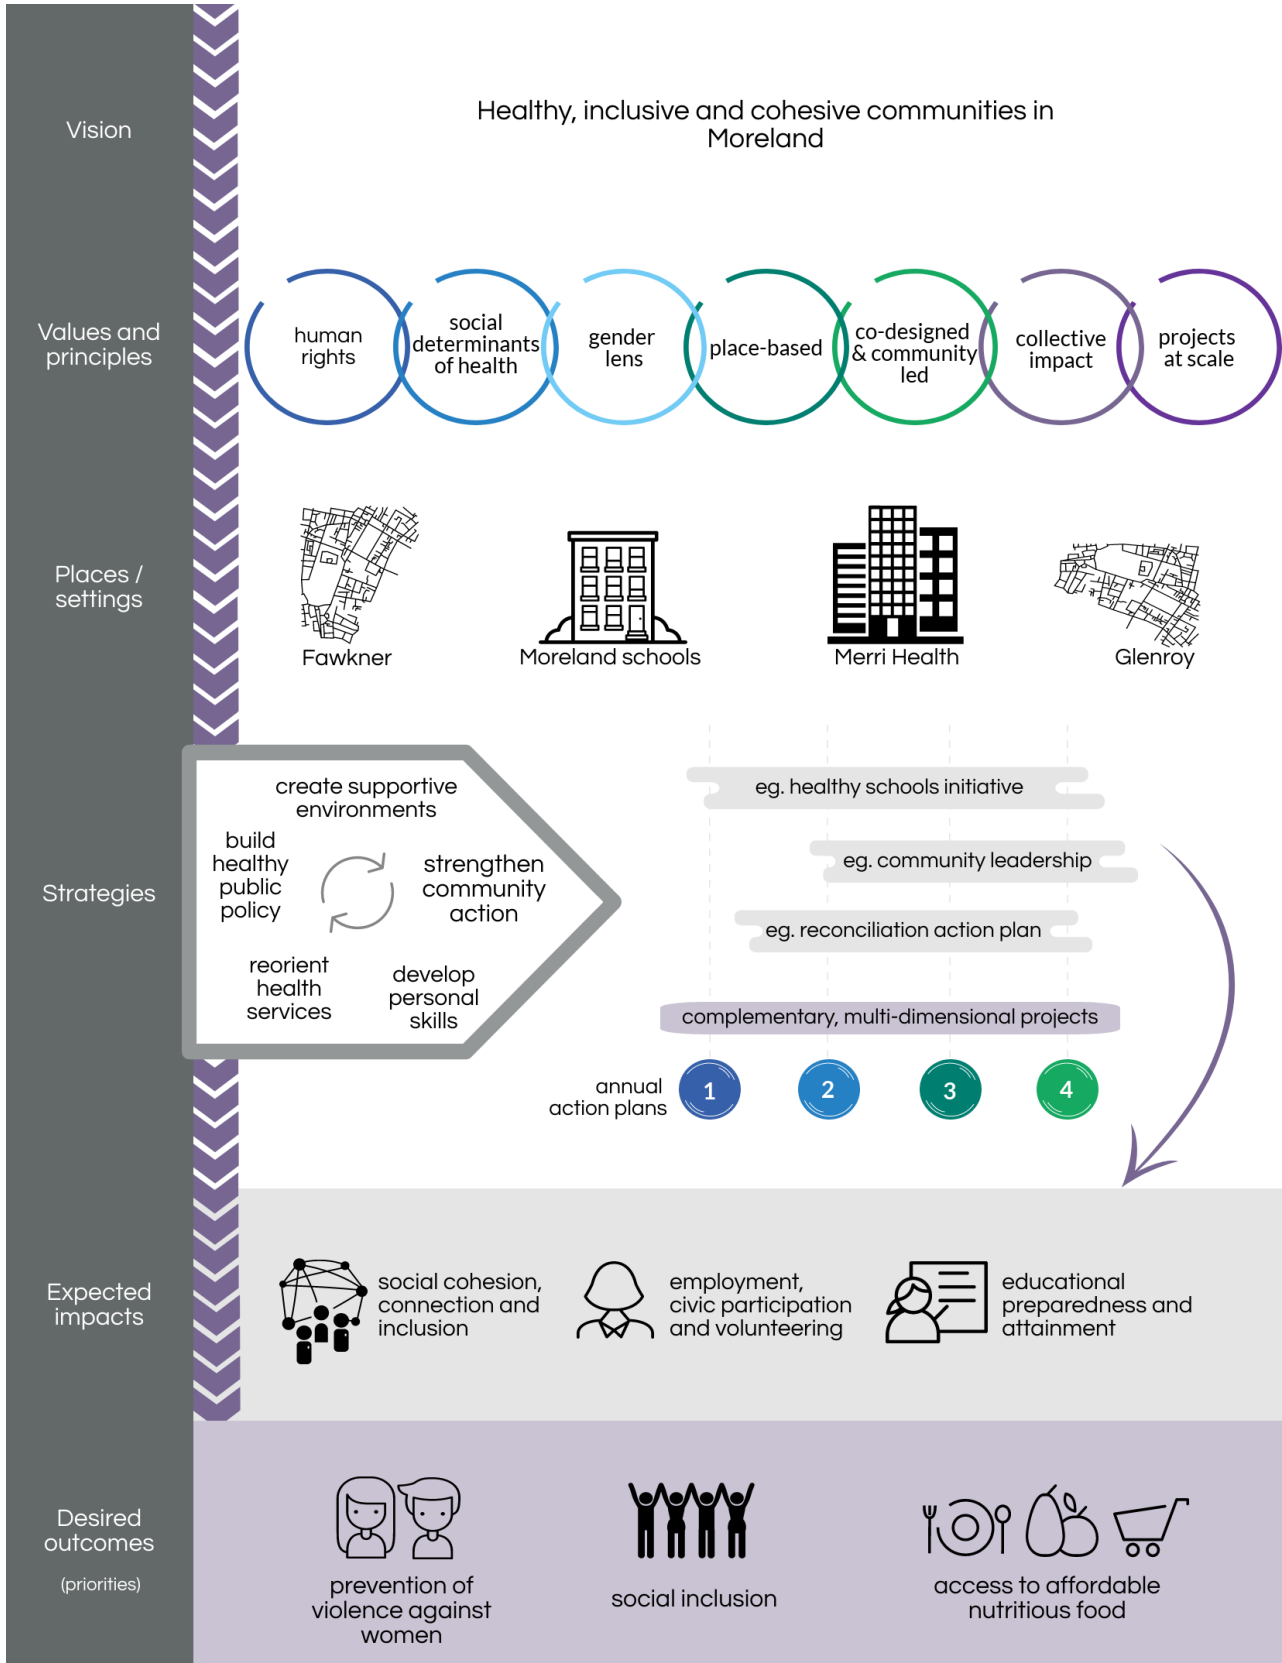 Vision
Healthy, inclusive and cohesive communities in
Moreland
Values and
principles
human
rights
social
determinants
of health
gender
lens
place-based
co-designed
& community
led
collective
impact
projects
at scale
Places /
settings
Fawkner
Moreland schools
Merri Health
Glenroy
Strategies
create supportive
environments
build
healthy
public
policy
strengthen
community
action
reorient
health
services
develop
personal
skills
eg. healthy schools initiative
eg. community leadership
eg. reconciliation action plan
complementary, multi-dimensional projects
annual
action plans
1
2
3
4
Expected
impacts
social cohesion,
connection and
inclusion
employment,
civic participation
and volunteering
educational
preparedness and
attainment
Desired
outcomes
(priorities)
prevention of
violence against
women
social inclusion
access to affordable
nutritious food